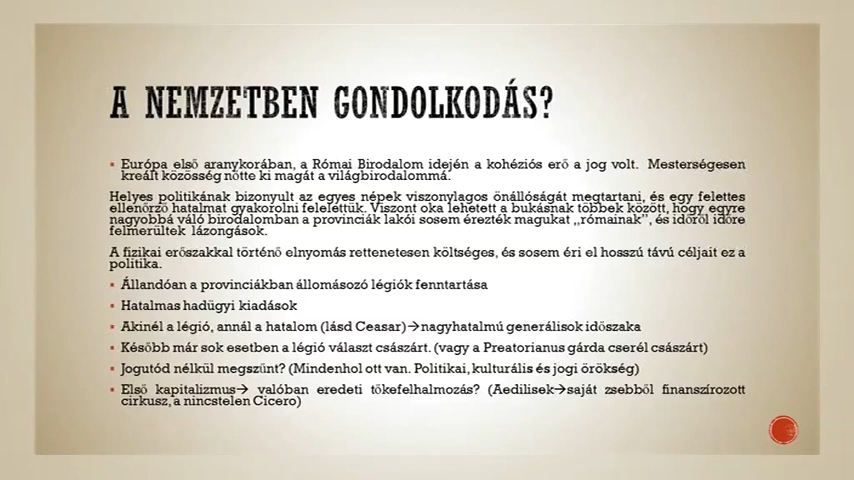 A NEMZETBEN GONDOLKODÁS?
▪ Európa első aranykorában, a Római Birodalom idején a kohéziós erő a jog volt. Mesterségesen
kreált közösség nőtte ki magát a világbirodalommá.
Helyes politikának bizonyult az egyes népek viszonylagos önállóságát megtartani, és egy felettes
ellenőrző hatalmat gyakorolni felelettük. Viszont oka lehetett a bukásnak többek között, hogy egyre
nagyobbá váló birodalomban a provinciák lakói sosem érezték magukat „rómainak”, és időről időre
felmerültek lázongások.
A fizikai erőszakkal történő elnyomás rettenetesen költséges, és sosem éri el hosszú távú céljait ez a
politika.
▪ Állandóan a provinciákban állomásozó légiók fenntartása
▪ Hatalmas hadügyi kiadások
▪ Akinél a légió, annál a hatalom (lásd Ceasar)→nagyhatalmú generálisok időszaka
▪ Később már sok esetben a légió választ császárt. (vagy a Preatorianus gárda cserél császárt)
▪ Jogutód nélkül megszűnt? (Mindenhol ott van. Politikai, kulturális és jogi örökség)
▪ Első kapitalizmus→ valóban eredeti tőkefelhalmozás? (Aedilisek→saját zsebből finanszírozott
cirkusz, a nincstelen Cicero)